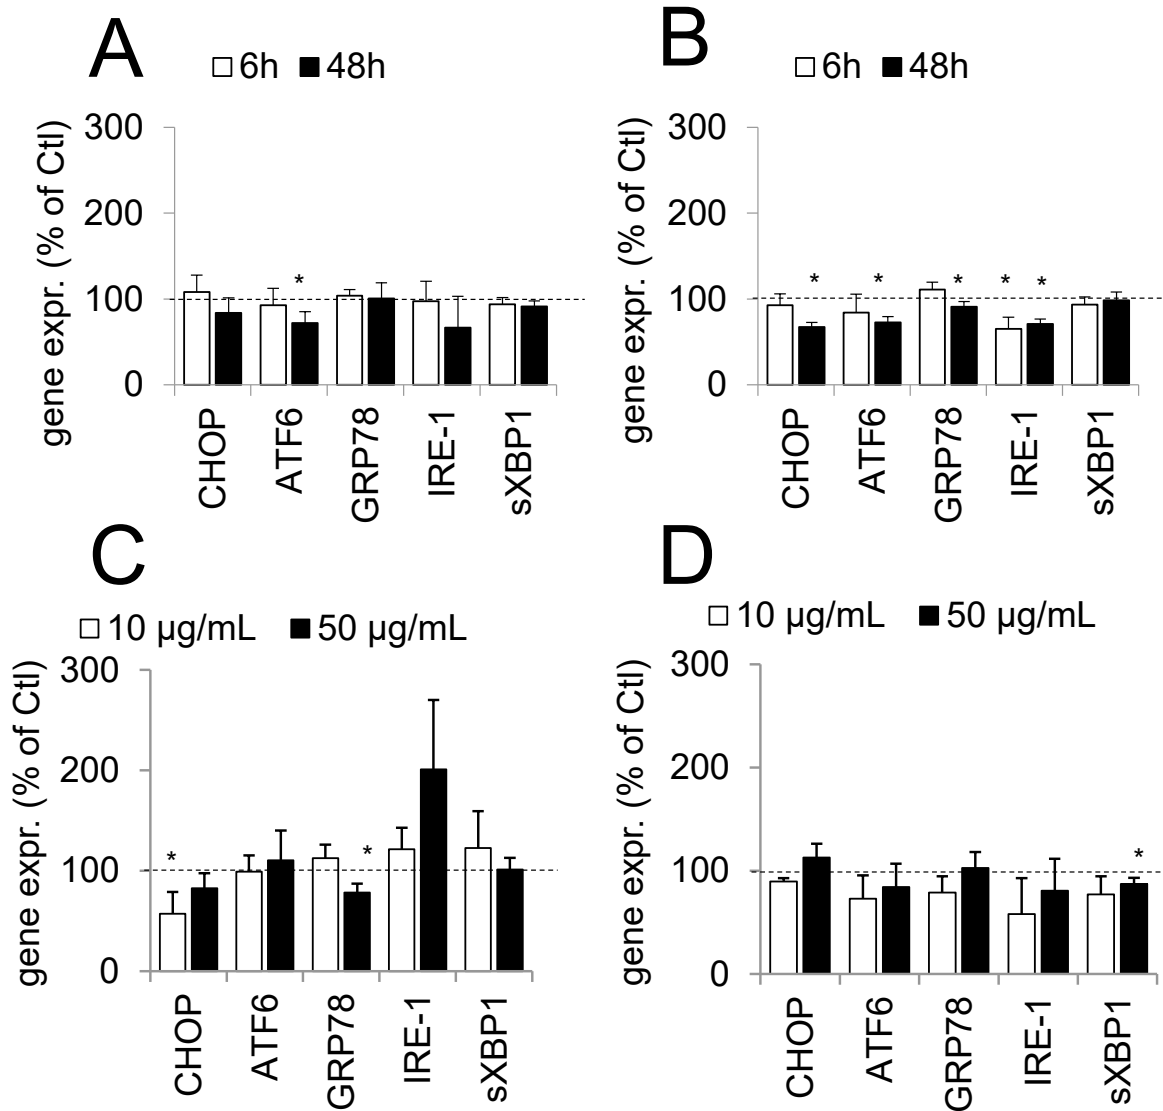 A
6h 48h
gene expr. (% of Ctl)
300
200
100
0
*
CHOP
ATF6
GRP78
IRE-1
sXBP1
B
6h 48h
gene expr. (% of Ctl)
300
200
100
0
* * * * *
CHOP
ATF6
GRP78
IRE-1
sXBP1
C
10 µg/mL 50 µg/mL
gene expr. (% of Ctl)
300
200
100
0
* *
CHOP
ATF6
GRP78
IRE-1
sXBP1
D
10 µg/mL 50 µg/mL
gene expr. (% of Ctl)
300
200
100
0
*
CHOP
ATF6
GRP78
IRE-1
sXBP1